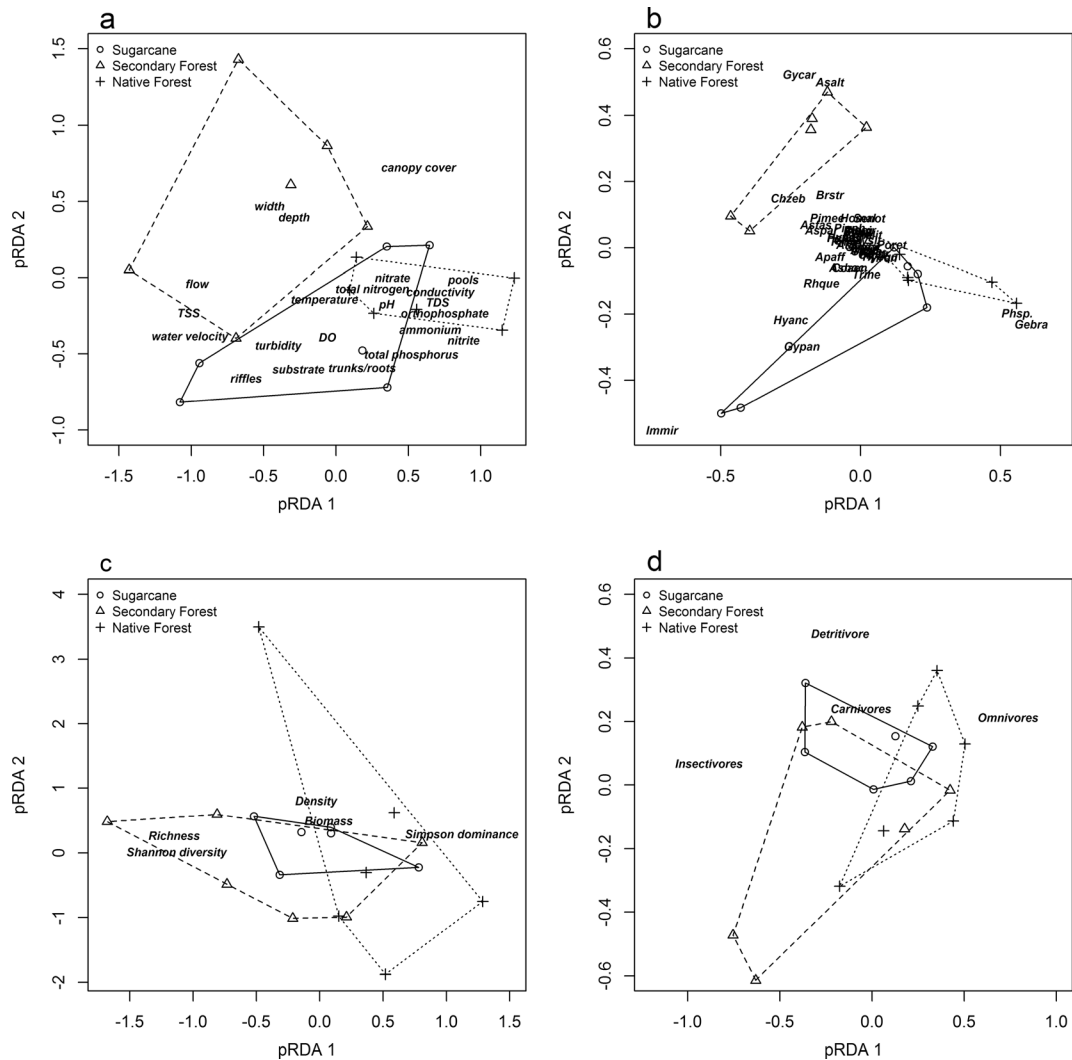 a
Sugarcane
Secondary Forest
Native Forest
canopy cover
width
depth
flow
nitrate
pools
total nitrogen
conductivity
temperature
TDS
pH
orthophosphate
TSS
ammonium
water velocity
DO
nitrite
turbidity
total phosphorus
substrate
trunks/roots
riffles
pRDA 2
1.5
1.0
0.5
0.0
-0.5
-1.0
-1.5 -1.0 -0.5 0.0 0.5 1.0
pRDA 1
b
Sugarcane
Secondary Forest
Native Forest
Gycar
Asalt
Chzeb
Brstr
Pimee
Astas
Aspar
Poret
Apaff
Rhque
Hyanc
Gypan
Immir
Phsp.
Gebra
pRDA 2
0.6
0.4
0.2
0.0
-0.2
-0.4
-0.5 0.0 0.5
pRDA 1
c
Sugarcane
Secondary Forest
Native Forest
Density
Biomass
Richness
Simpson dominance
Shannon diversity
pRDA 2
4
3
2
1
0
-1
-2
-1.5 -1.0 -0.5 0.0 0.5 1.0 1.5
pRDA 1
d
Sugarcane
Secondary Forest
Native Forest
Detritivore
Carnivores
Omnivores
Insectivores
pRDA 2
0.6
0.4
0.2
0.0
-0.2
-0.4
-0.6
-1.0 -0.5 0.0 0.5 1.0
pRDA 1